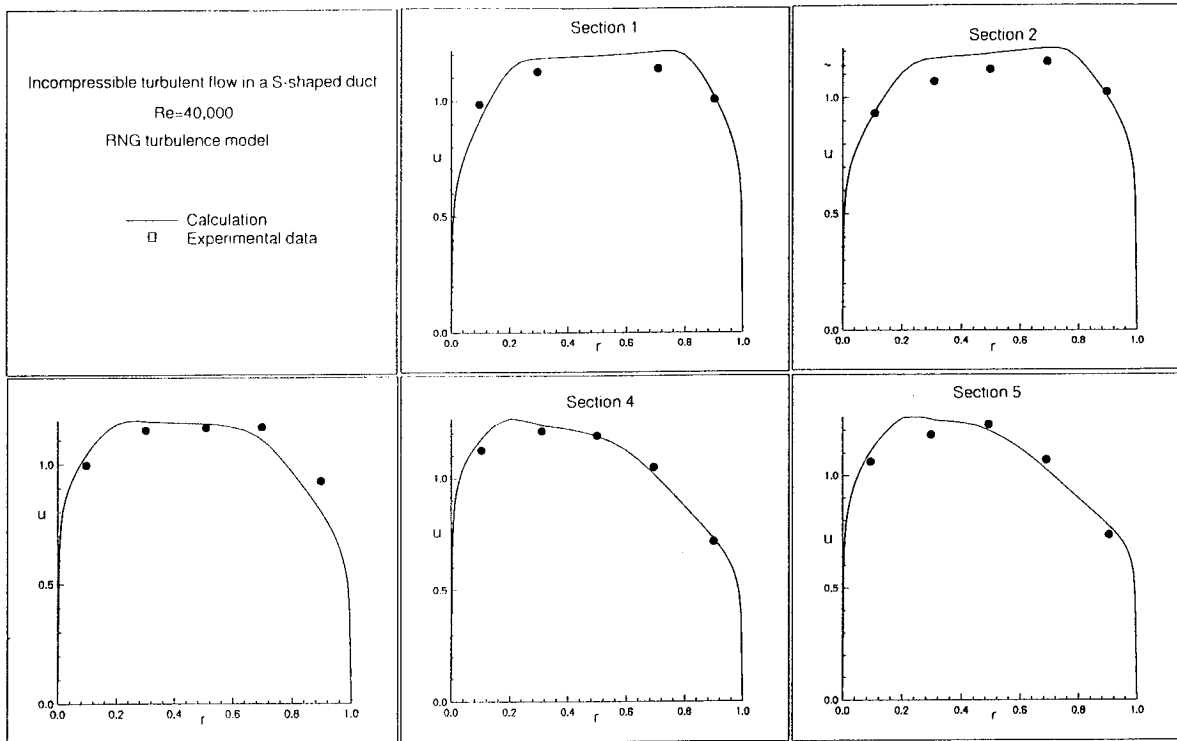 Incompressible turbulent flow in a S-shaped duct
Re=40,000
RNG turbulence model
Calculation
Experimental data
Section 1
1.0
u
0.5
0.0
0.0 0.2 0.4 0.6 0.8 1.0
r
Section 2
1.0
u
0.5
0.0
0.0 0.2 0.4 0.6 0.8 1.0
r
1.0
u
0.5
0.0
0.0 0.2 0.4 0.6 0.8 1.0
r
Section 4
1.0
u
0.5
0.0
0.0 0.2 0.4 0.6 0.8 1.0
r
Section 5
1.0
u
0.5
0.0
0.0 0.2 0.4 0.6 0.8 1.0
r